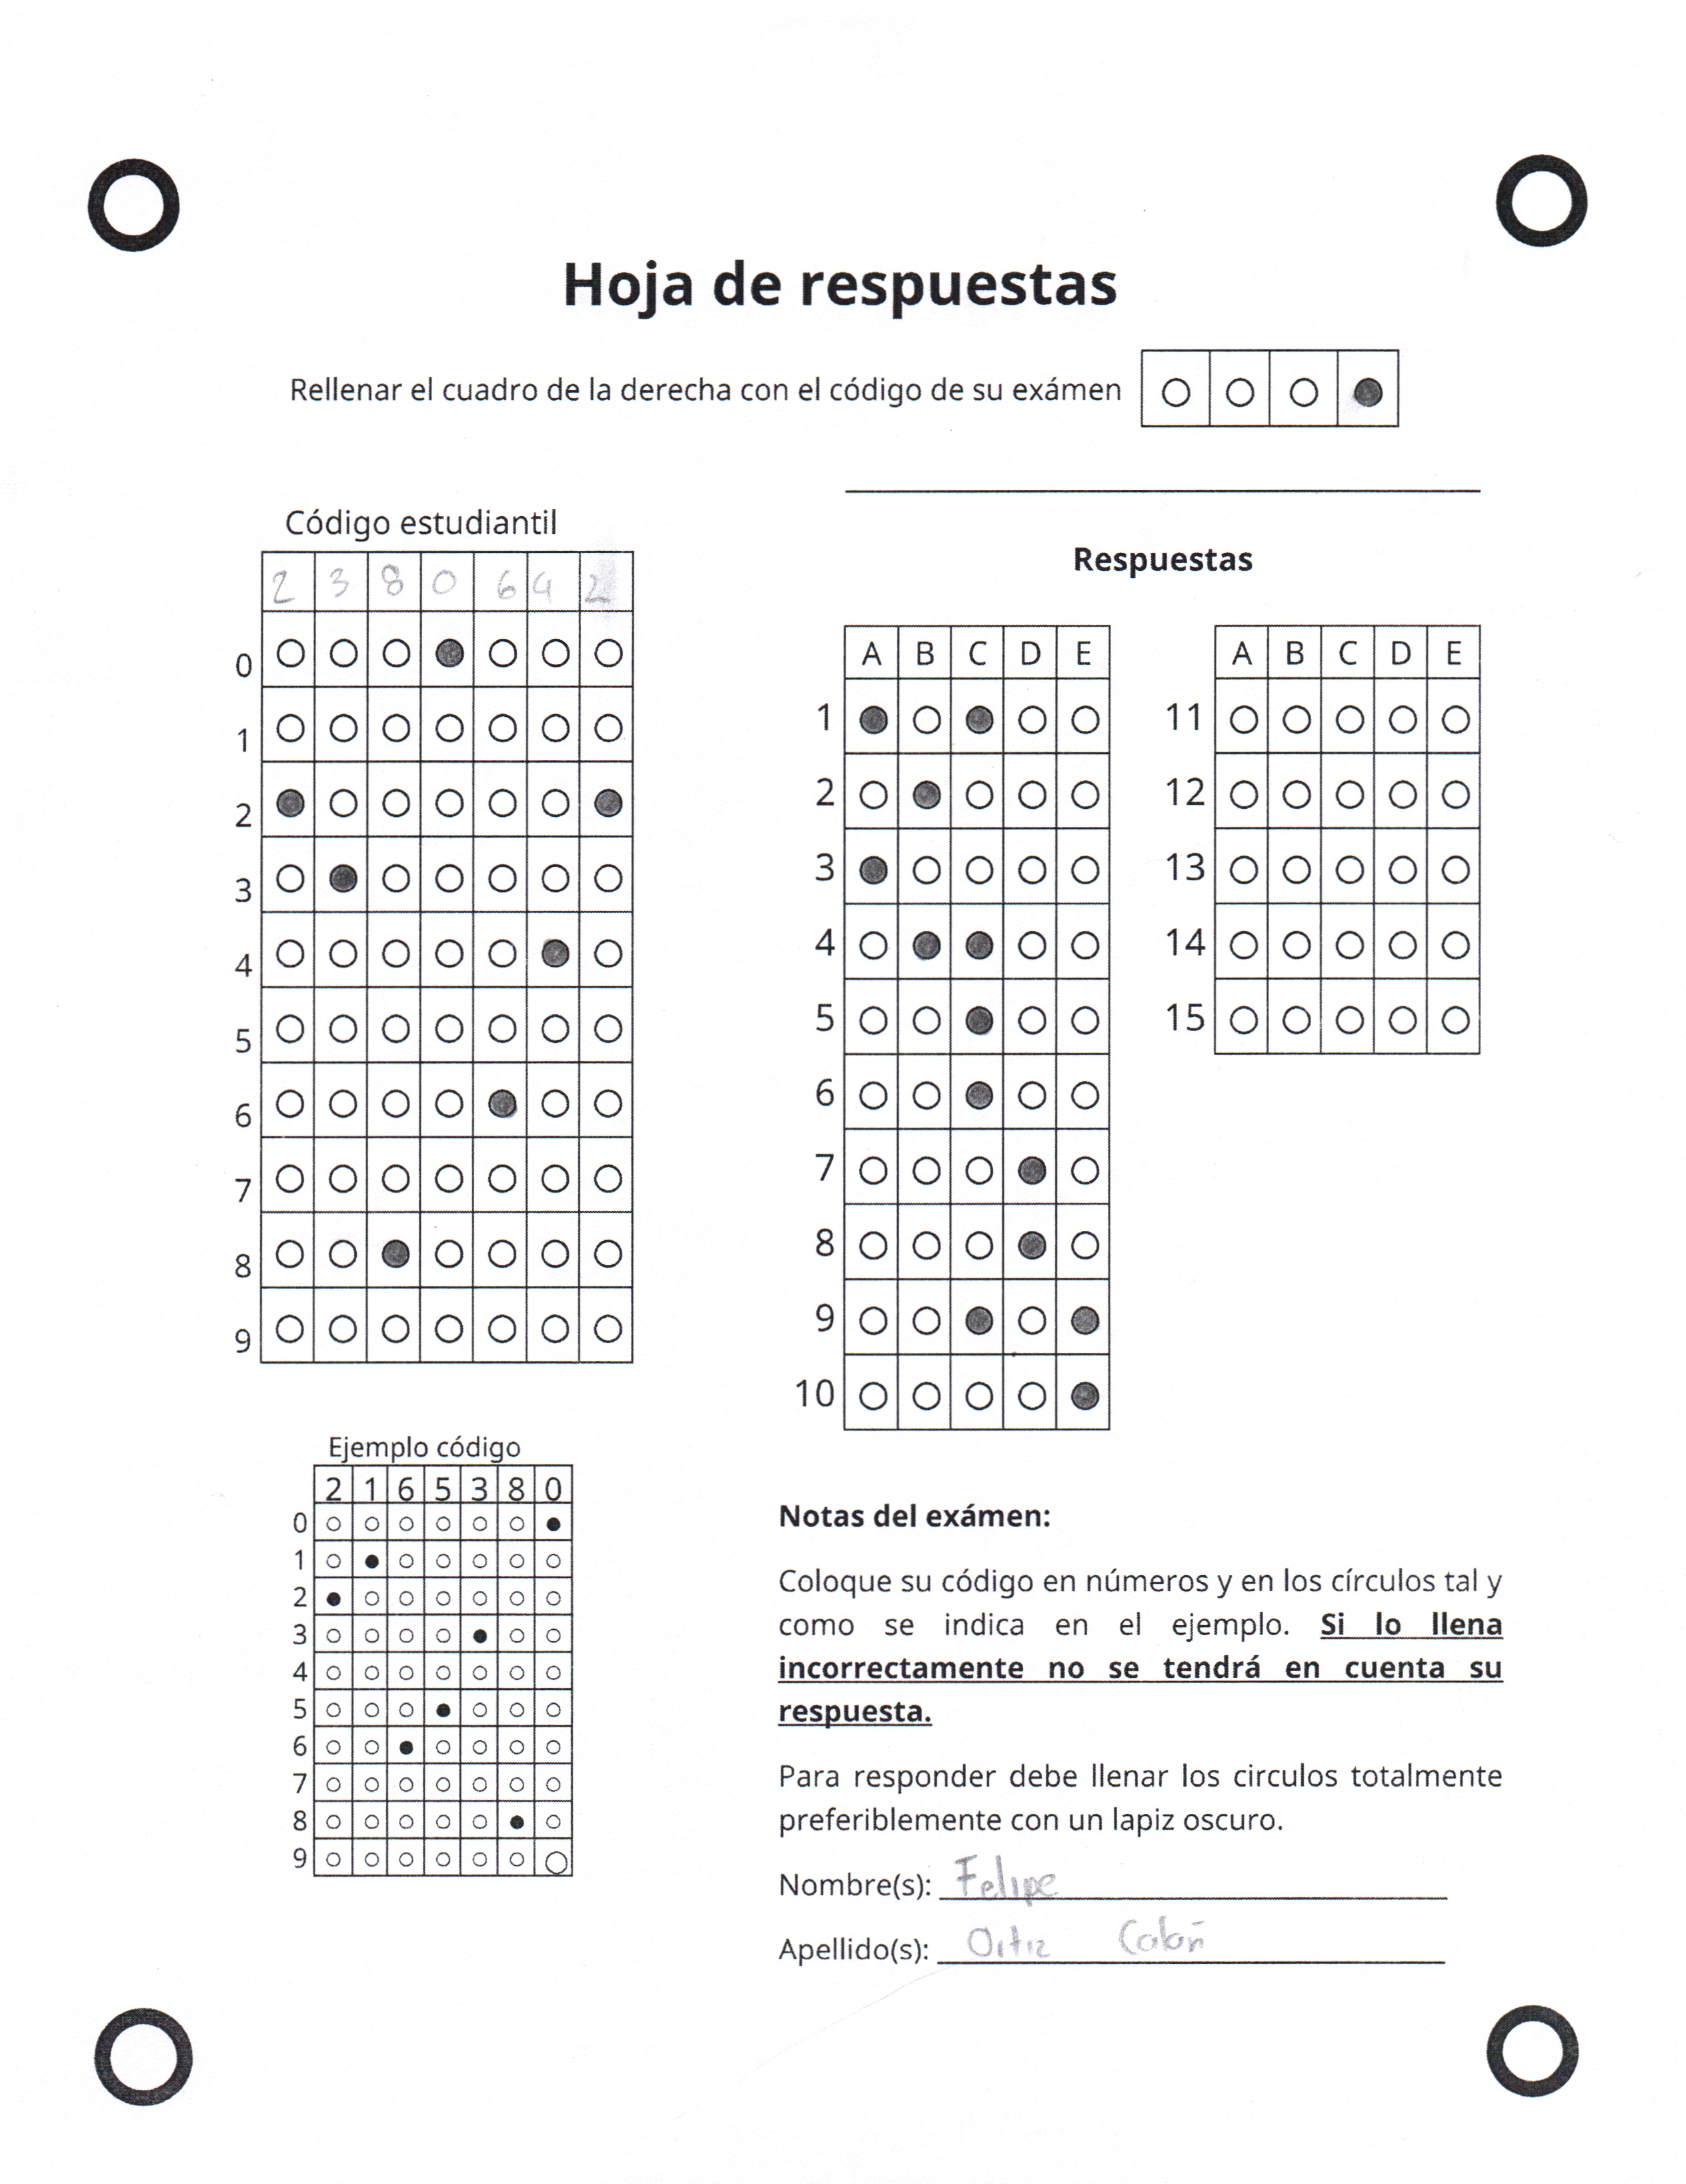 Hoja de respuestas
Rellenar el cuadro de la derecha con el código de su exámen
Código estudiantil
2 3 8 0 6 4 2
0
1
2
3
4
5
6
7
8
9
Respuestas
A B C D E
1
2
3
4
5
6
7
8
9
10
A B C D E
11
12
13
14
15
Ejemplo código
2 1 6 5 3 8 0
0
1
2
3
4
5
6
7
8
9
Notas del exámen:
Coloque su código en números y en los círculos tal y
como se indica en el ejemplo. Si lo llena
incorrectamente no se tendrá en cuenta su
respuesta.
Para responder debe llenar los circulos totalmente
preferiblemente con un lapiz oscuro.
Nombre(s): Felipe
Apellido(s): Ortiz